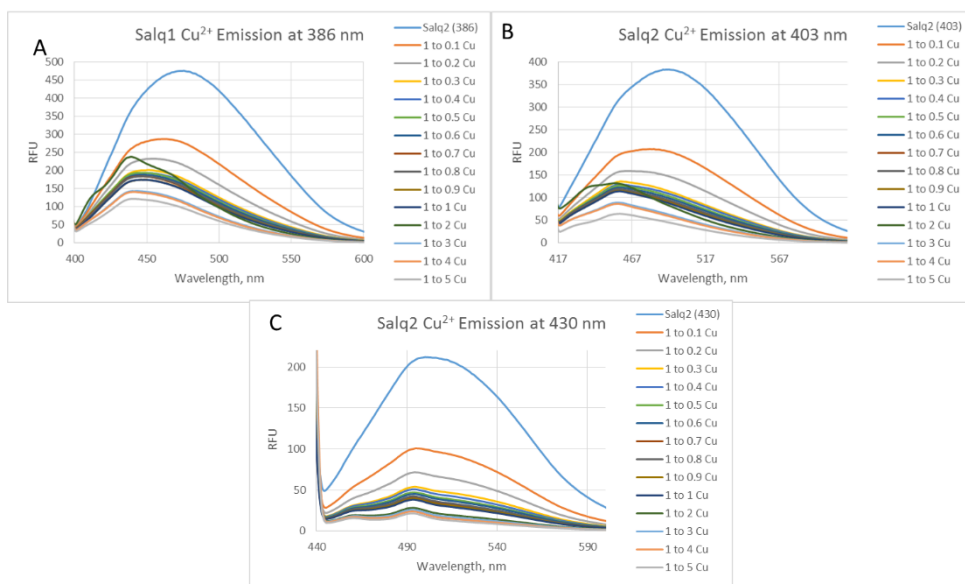 A
Salq1 Cu²⁺ Emission at 386 nm
RFU
500
450
400
350
300
250
200
150
100
50
0
400
450
500
550
600
Wavelength, nm
Salq2 (386)
1 to 0.1 Cu
1 to 0.2 Cu
1 to 0.3 Cu
1 to 0.4 Cu
1 to 0.5 Cu
1 to 0.6 Cu
1 to 0.7 Cu
1 to 0.8 Cu
1 to 0.9 Cu
1 to 1 Cu
1 to 2 Cu
1 to 3 Cu
1 to 4 Cu
1 to 5 Cu
B
Salq2 Cu²⁺ Emission at 403 nm
RFU
400
350
300
250
200
150
100
50
0
417
467
517
567
Wavelength, nm
Salq2 (403)
1 to 0.1 Cu
1 to 0.2 Cu
1 to 0.3 Cu
1 to 0.4 Cu
1 to 0.5 Cu
1 to 0.6 Cu
1 to 0.7 Cu
1 to 0.8 Cu
1 to 0.9 Cu
1 to 1 Cu
1 to 2 Cu
1 to 3 Cu
1 to 4 Cu
1 to 5 Cu
C
Salq2 Cu²⁺ Emission at 430 nm
RFU
200
150
100
50
0
440
490
540
590
Wavelength, nm
Salq2 (430)
1 to 0.1 Cu
1 to 0.2 Cu
1 to 0.3 Cu
1 to 0.4 Cu
1 to 0.5 Cu
1 to 0.6 Cu
1 to 0.7 Cu
1 to 0.8 Cu
1 to 0.9 Cu
1 to 1 Cu
1 to 2 Cu
1 to 3 Cu
1 to 4 Cu
1 to 5 Cu